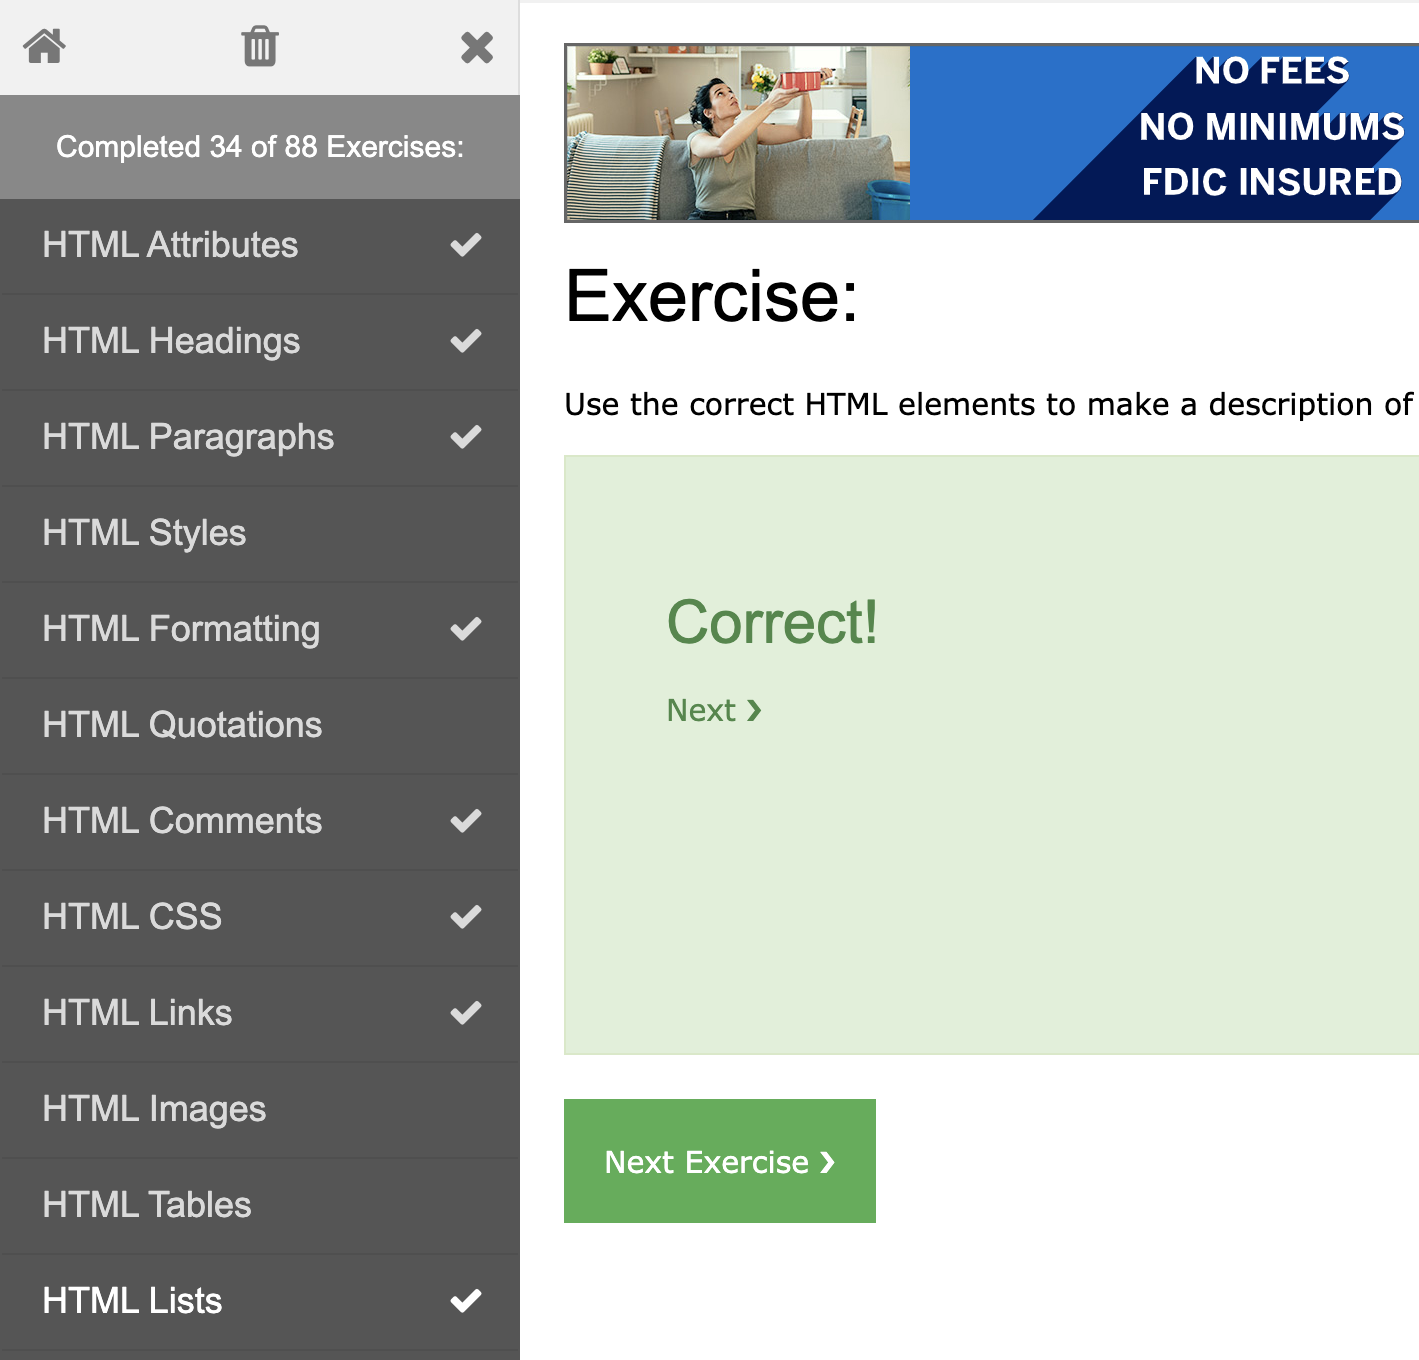 Completed 34 of 88 Exercises:
HTML Attributes
HTML Headings
HTML Paragraphs
HTML Styles
HTML Formatting
HTML Quotations
HTML Comments
HTML CSS
HTML Links
HTML Images
HTML Tables
HTML Lists
NO FEES
NO MINIMUMS
FDIC INSURED
Exercise:
Use the correct HTML elements to make a description of
Correct!
Next ❯
Next Exercise ❯